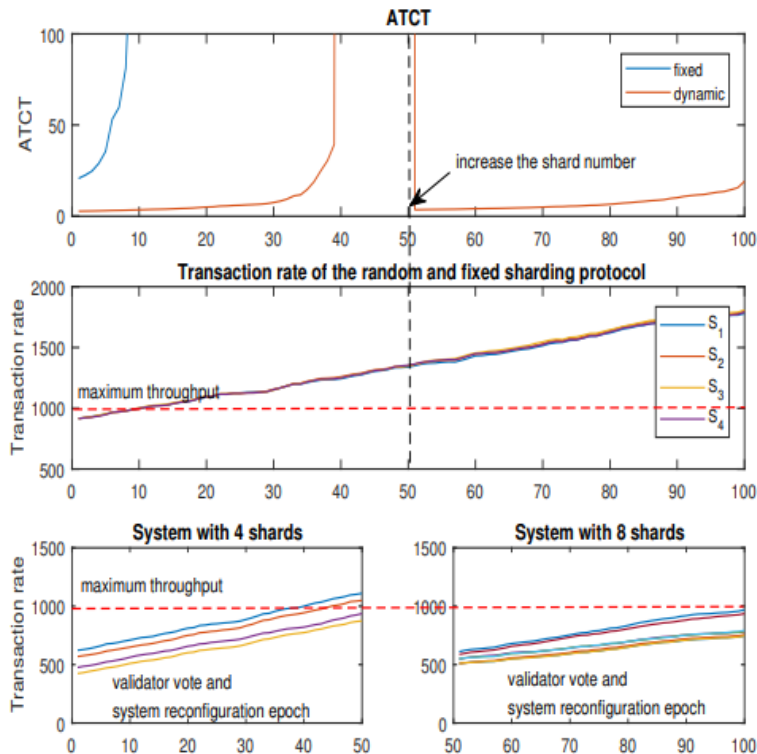 ATCT
100
50
0
ATCT
fixed
dynamic
increase the shard number
0 10 20 30 40 50 60 70 80 90 100
Transaction rate of the random and fixed sharding protocol
2000
1500
1000
500
Transaction rate
maximum throughput
S1
S2
S3
S4
0 10 20 30 40 50 60 70 80 90 100
System with 4 shards
1500
1000
500
0
Transaction rate
maximum throughput
validator vote and
system reconfiguration epoch
0 10 20 30 40 50
System with 8 shards
1500
1000
500
0
validator vote and
system reconfiguration epoch
50 60 70 80 90 100